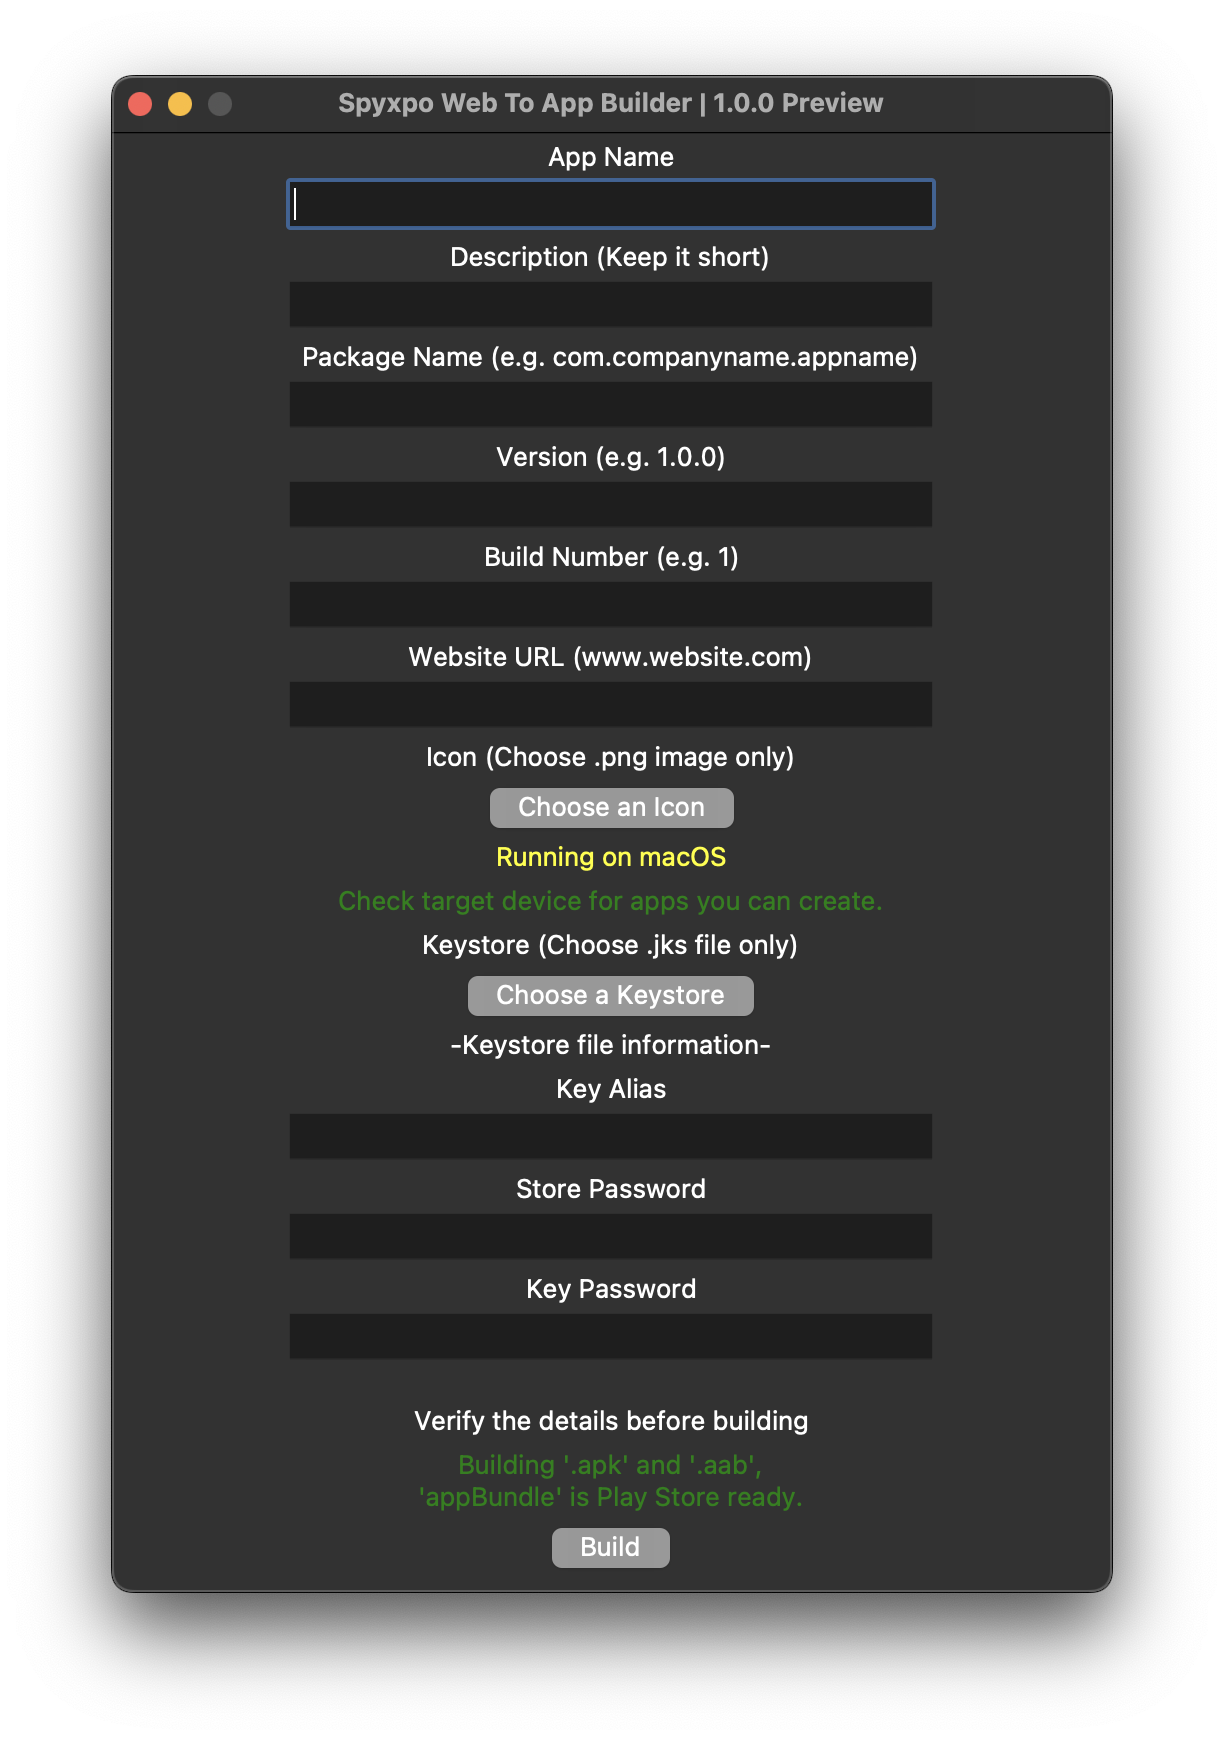 Spyxpo Web To App Builder | 1.0.0 Preview
App Name
Description (Keep it short)
Package Name (e.g. com.companyname.appname)
Version (e.g. 1.0.0)
Build Number (e.g. 1)
Website URL (www.website.com)
Icon (Choose .png image only)
Choose an Icon
Running on macOS
Check target device for apps you can create.
Keystore (Choose .jks file only)
Choose a Keystore
-Keystore file information-
Key Alias
Store Password
Key Password
Verify the details before building
Building '.apk' and '.aab',
'appBundle' is Play Store ready.
Build